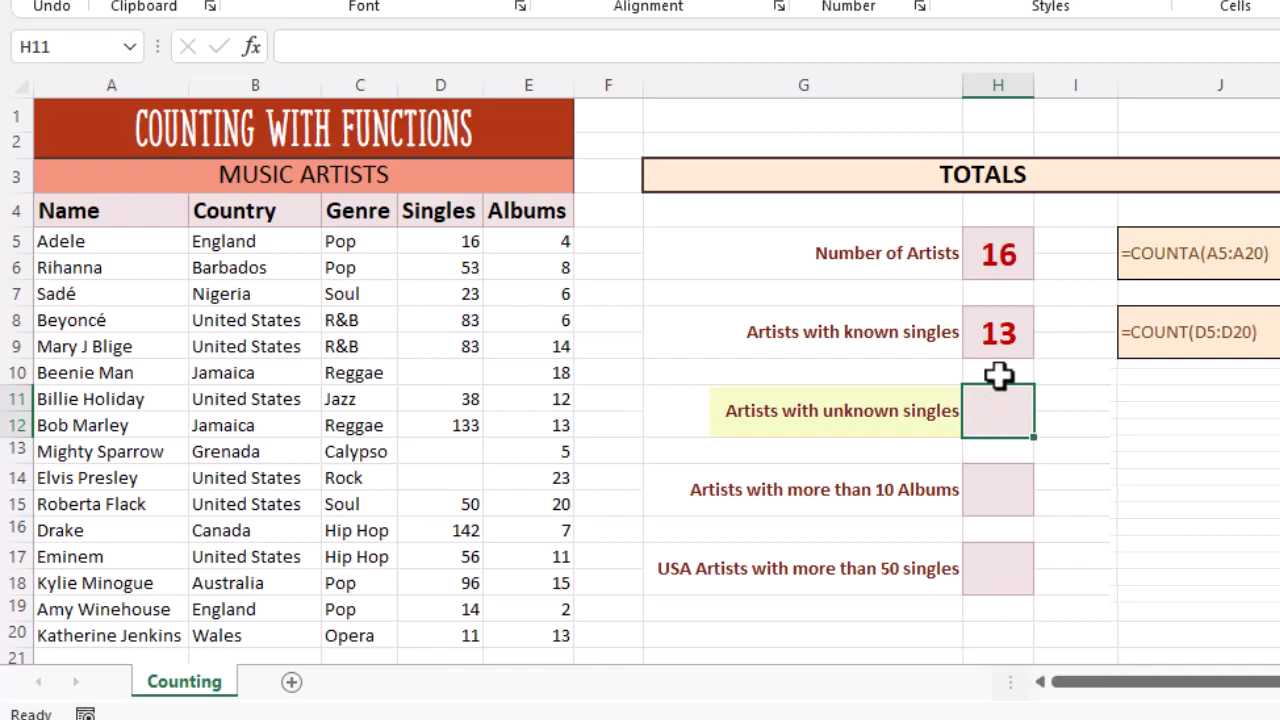 Undo Clipboard Font Alignment Number Styles Cells
H11 fx
A B C D E F G H I J
1 COUNTING WITH FUNCTIONS
2
3 MUSIC ARTISTS TOTALS
4 Name Country Genre Singles Albums
5 Adele England Pop 16 4 Number of Artists 16 =COUNTA(A5:A20)
6 Rihanna Barbados Pop 53 8
7 Sadé Nigeria Soul 23 6
8 Beyoncé United States R&B 83 6 Artists with known singles 13 =COUNT(D5:D20)
9 Mary J Blige United States R&B 83 14
10 Beenie Man Jamaica Reggae 18
11 Billie Holiday United States Jazz 38 12 Artists with unknown singles
12 Bob Marley Jamaica Reggae 133 13
13 Mighty Sparrow Grenada Calypso 5
14 Elvis Presley United States Rock 23 Artists with more than 10 Albums
15 Roberta Flack United States Soul 50 20
16 Drake Canada Hip Hop 142 7
17 Eminem United States Hip Hop 56 11 USA Artists with more than 50 singles
18 Kylie Minogue Australia Pop 96 15
19 Amy Winehouse England Pop 14 2
20 Katherine Jenkins Wales Opera 11 13
21
Counting
Ready